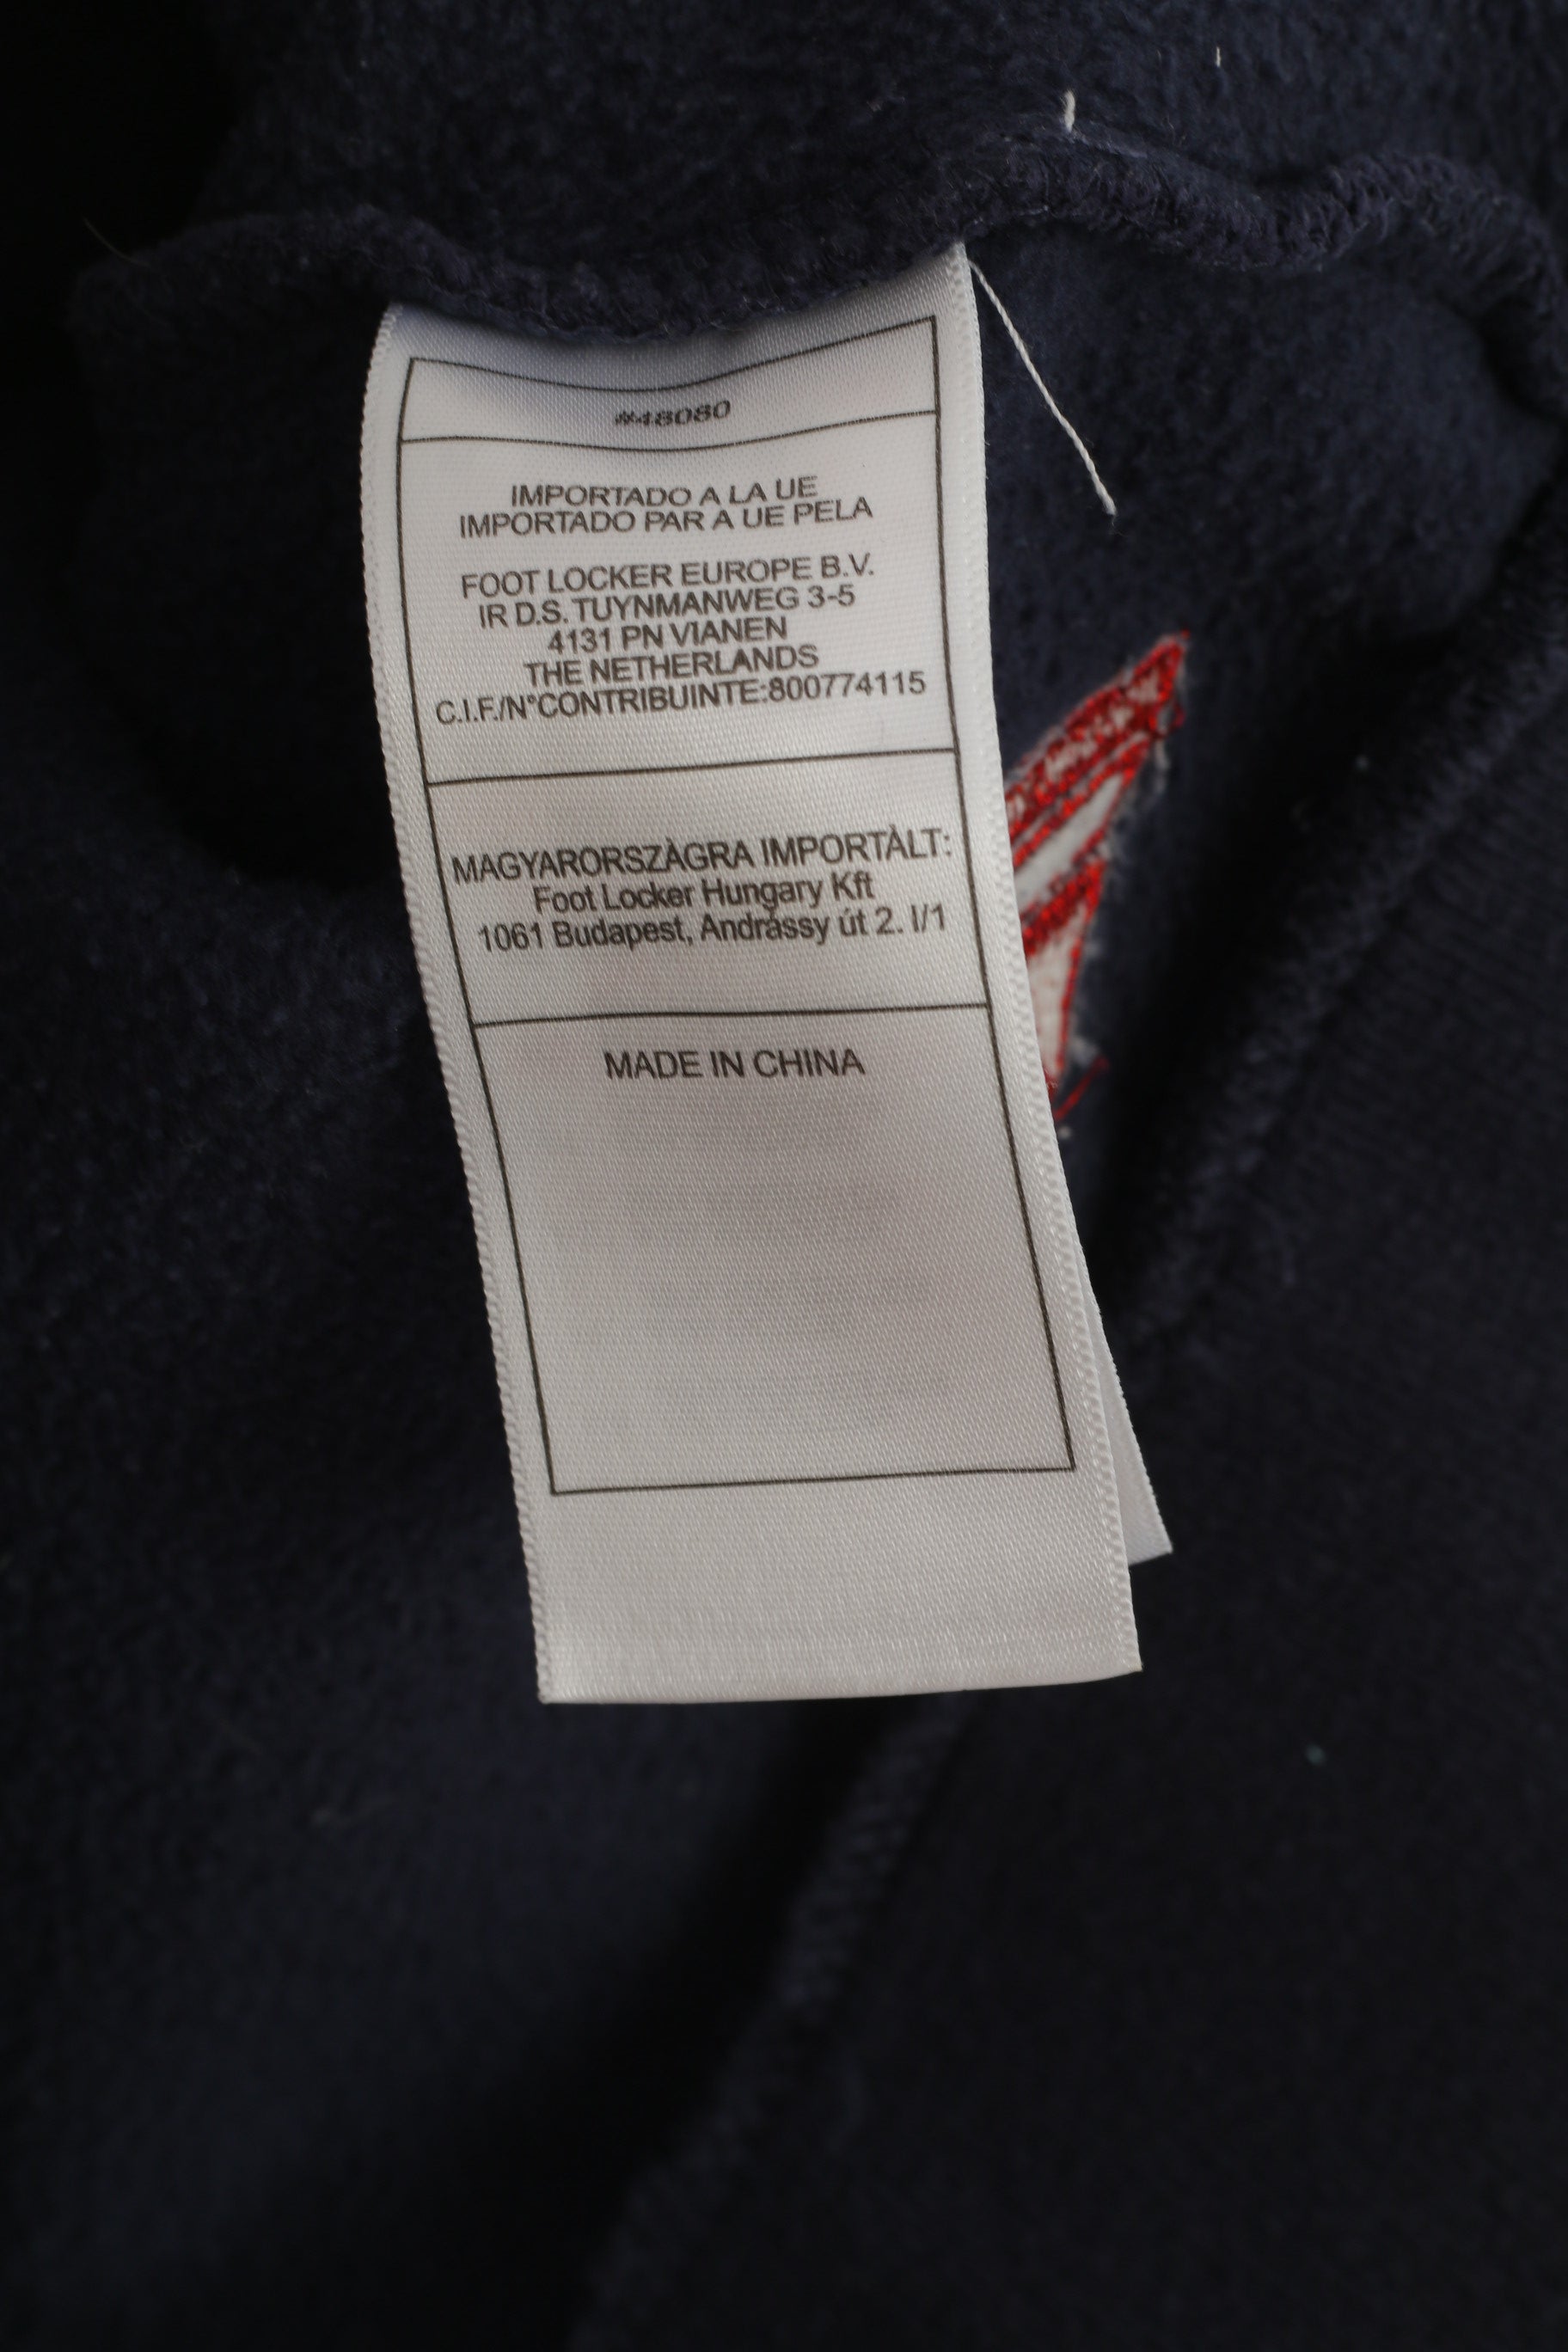 #48080
IMPORTADO A LA UE
IMPORTADO PAR A UE PELA
FOOT LOCKER EUROPE B.V.
IR D.S. TUYNMANWEG 3-5
4131 PN VIANEN
THE NETHERLANDS
C.I.F./N°CONTRIBUINTE:800774115
MAGYARORSZÀGRA IMPORTÀLT:
Foot Locker Hungary Kft
1061 Budapest, Andrássy út 2. I/1
MADE IN CHINA